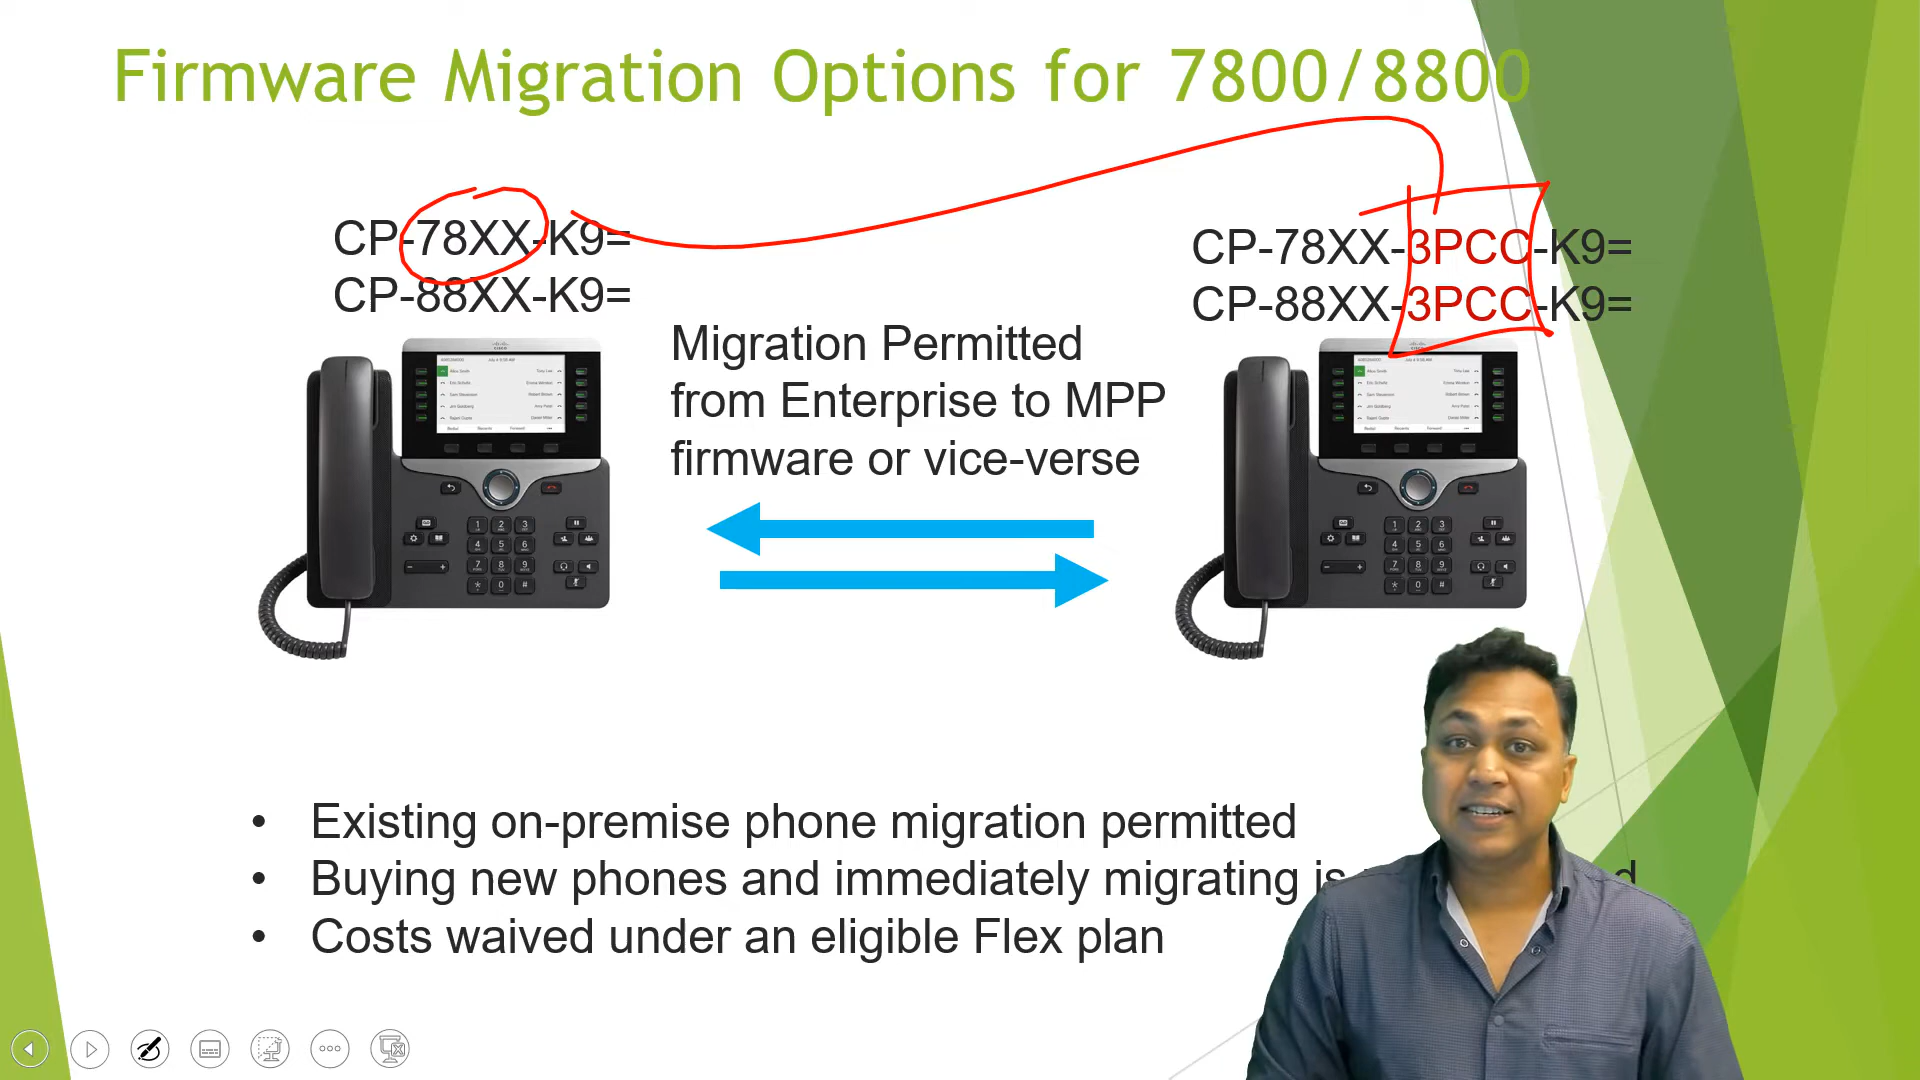 Firmware Migration Options for 7800/8800
CP-78XX-K9=
CP-88XX-K9=
CP-78XX-3PCC-K9=
CP-88XX-3PCC-K9=
Migration Permitted
from Enterprise to MPP
firmware or vice-verse
• Existing on-premise phone migration permitted
• Buying new phones and immediately migrating is
• Costs waived under an eligible Flex plan